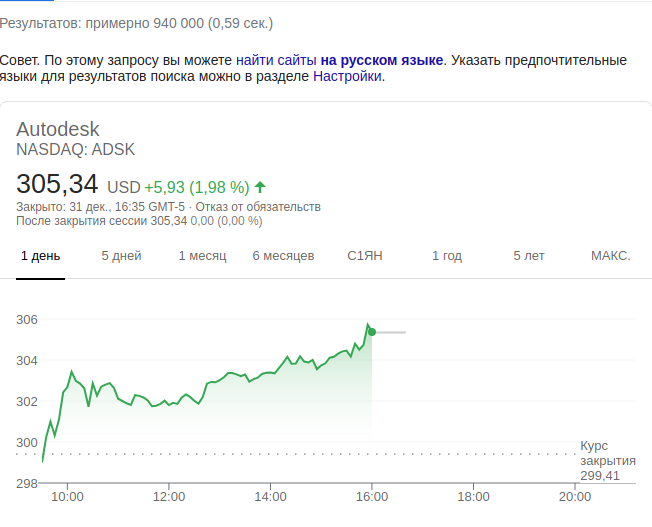 Результатов: примерно 940 000 (0,59 сек.)
Совет. По этому запросу вы можете найти сайты на русском языке. Указать предпочтительные
языки для результатов поиска можно в разделе Настройки.
Autodesk
NASDAQ: ADSK
305,34 USD +5,93 (1,98 %)
Закрыто: 31 дек., 16:35 GMT-5 · Отказ от обязательств
После закрытия сессии 305,34 0,00 (0,00 %)
1 день 5 дней 1 месяц 6 месяцев С1ЯН 1 год 5 лет МАКС.
306
304
302
300
298
Курс
закрытия
299,41
10:00 12:00 14:00 16:00 18:00 20:00